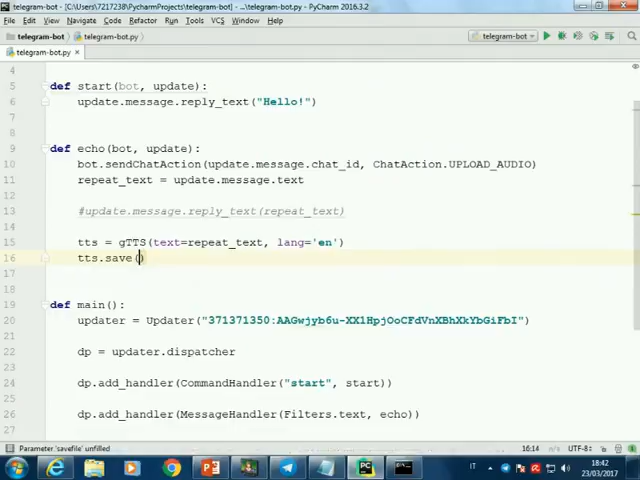 telegram-bot - [C:\Users\7217238\PycharmProjects\telegram-bot] - ...\telegram-bot.py - PyCharm 2016.3.2
File Edit View Navigate Code Refactor Run Tools VCS Window Help
telegram-bot telegram-bot.py telegram-bot
telegram-bot.py ×
4
5 def start(bot, update):
6 update.message.reply_text("Hello!")
7
8
9 def echo(bot, update):
10 bot.sendChatAction(update.message.chat_id, ChatAction.UPLOAD_AUDIO)
11 repeat_text = update.message.text
12
13 #update.message.reply_text(repeat_text)
14
15 tts = gTTS(text=repeat_text, lang='en')
16 tts.save()
17
18
19 def main():
20 updater = Updater("371371350:AAGwjyb6u-XXlHpjOoCFdVnXBhXkYbGiFbI")
21
22 dp = updater.dispatcher
23
24 dp.add_handler(CommandHandler("start", start))
25
26 dp.add_handler(MessageHandler(Filters.text, echo))
Parameter 'savefile' unfilled 16:14 UTF-8
IT 18:42
23/03/2017